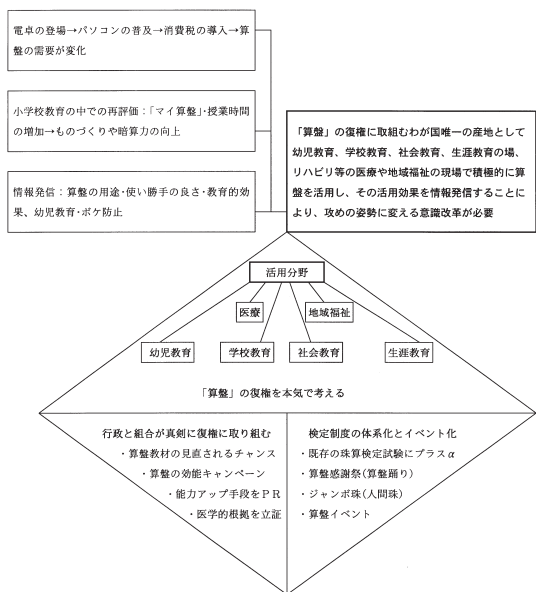 電卓の登場→パソコンの普及→消費税の導入→算
盤の需要が変化
小学校教育の中での再評価：「マイ算盤」・授業時間
の増加→ものづくりや暗算力の向上
情報発信：算盤の用途・使い勝手の良さ・教育的効
果、幼児教育・ボケ防止
「算盤」の復権に取組むわが国唯一の産地として
幼児教育、学校教育、社会教育、生涯教育の場、
リハビリ等の医療や地域福祉の現場で積極的に算
盤を活用し、その活用効果を情報発信することに
より、攻めの姿勢に変える意識改革が必要
活用分野
医療
地域福祉
幼児教育
学校教育
社会教育
生涯教育
「算盤」の復権を本気で考える
行政と組合が真剣に復権に取り組む
・算盤教材の見直されるチャンス
・算盤の効能キャンペーン
・能力アップ手段をＰＲ
・医学的根拠を立証
検定制度の体系化とイベント化
・既存の珠算検定試験にプラスα
・算盤感謝祭(算盤踊り)
・ジャンボ珠(人間珠)
・算盤イベント